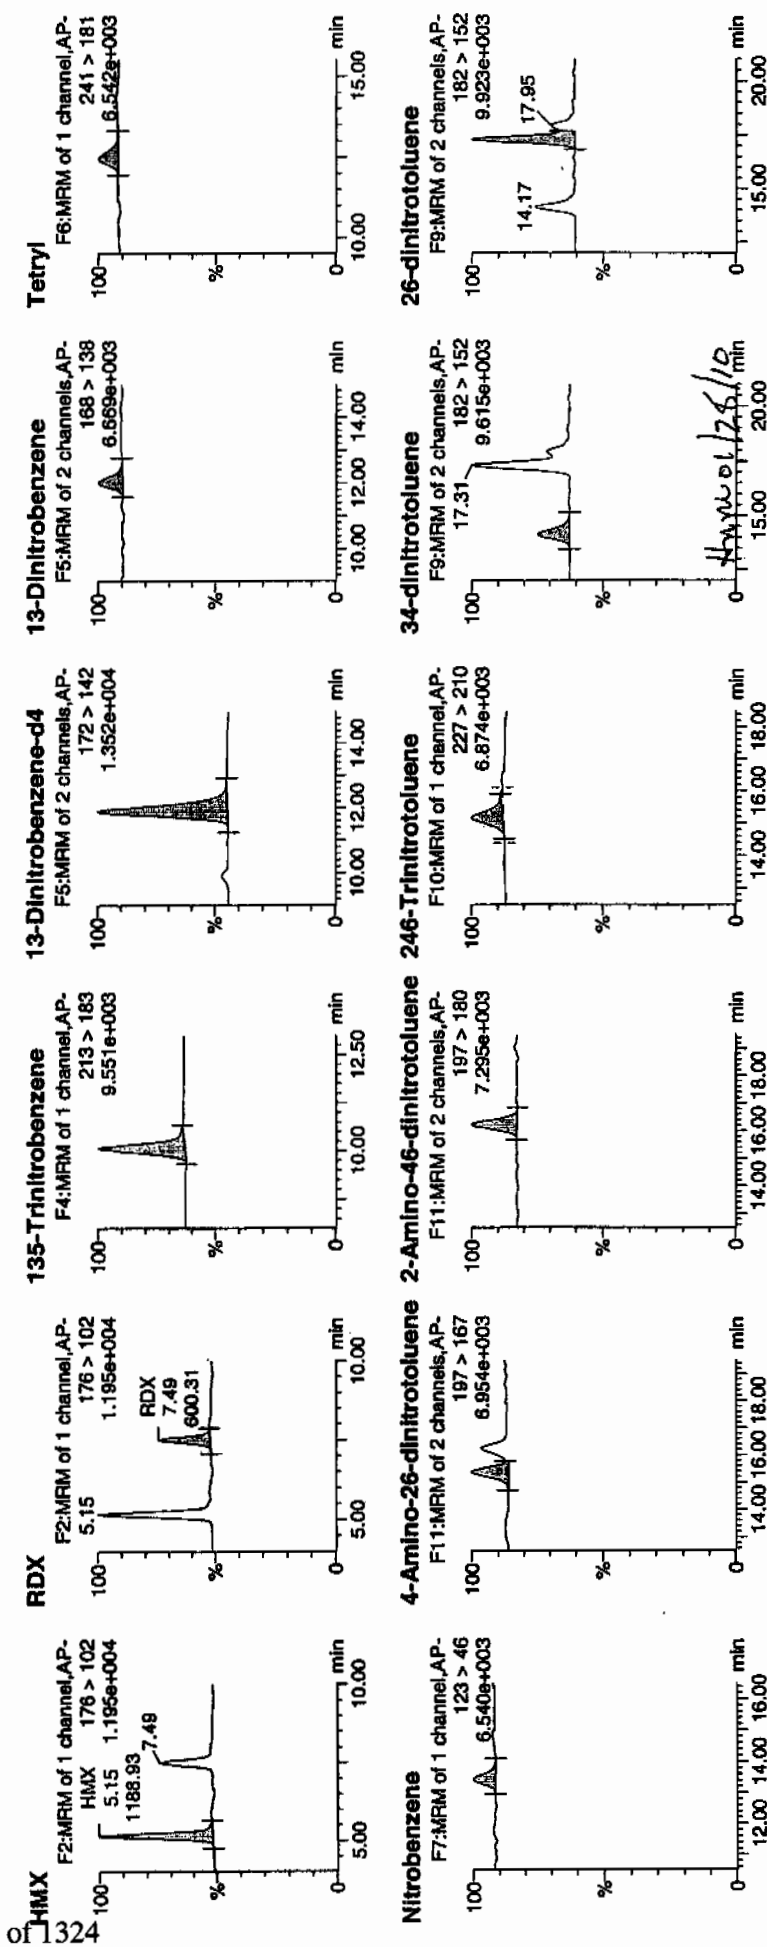 HMX
F2:MRM of 1 channel,AP-
HMX 176 > 102
5.15 1.195e+004
1188.93
7.49
100
%
0
5.00 10.00
min
RDX
F2:MRM of 1 channel,AP-
176 > 102
5.15 1.195e+004
RDX
7.49
600.31
100
%
0
5.00 10.00
min
135-Trinitrobenzene
F4:MRM of 1 channel,AP-
213 > 183
9.551e+003
100
%
0
10.00 12.50
min
13-Dinitrobenzene-d4
F5:MRM of 2 channels,AP-
172 > 142
1.352e+004
100
%
0
10.00 12.00 14.00
min
13-Dinitrobenzene
F5:MRM of 2 channels,AP-
168 > 138
6.669e+003
100
%
0
10.00 12.00 14.00
min
Tetryl
F6:MRM of 1 channel,AP-
241 > 181
6.542e+003
100
%
0
10.00 15.00
min
Nitrobenzene
F7:MRM of 1 channel,AP-
123 > 46
6.540e+003
100
%
0
12.00 14.00 16.00
min
4-Amino-26-dinitrotoluene
F11:MRM of 2 channels,AP-
197 > 167
6.954e+003
100
%
0
14.00 16.00 18.00
min
2-Amino-46-dinitrotoluene
F11:MRM of 2 channels,AP-
197 > 180
7.295e+003
100
%
0
14.00 16.00 18.00
min
246-Trinitrotoluene
F10:MRM of 1 channel,AP-
227 > 210
6.874e+003
100
%
0
14.00 16.00 18.00
min
34-dinitrotoluene
F9:MRM of 2 channels,AP-
182 > 152
17.31 9.615e+003
100
%
0
15.00 20.00
min
01/28/10
26-dinitrotoluene
F9:MRM of 2 channels,AP-
182 > 152
9.923e+003
14.17
17.95
100
%
0
15.00 20.00
min
of 1324